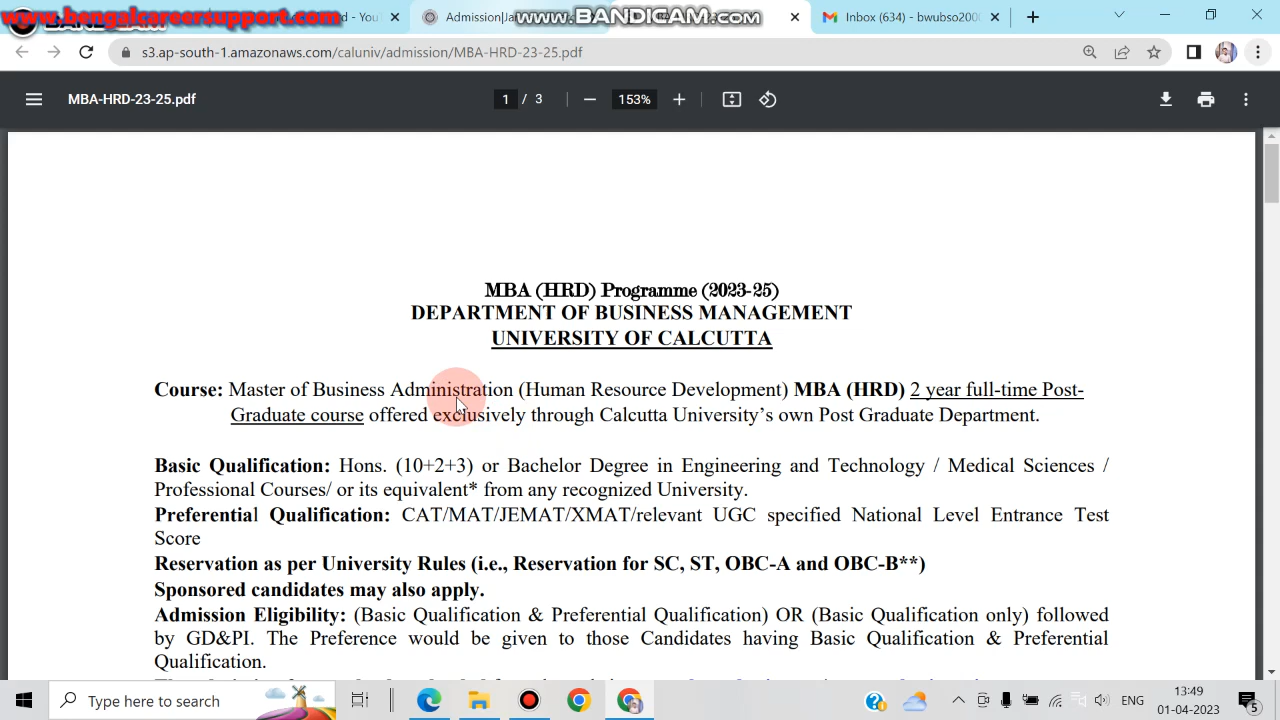 www.bengalcareersupport.com
www.BANDICAM.com
d - You
Admission|Ja
Inbox (634) - bwubso200
s3.ap-south-1.amazonaws.com/caluniv/admission/MBA-HRD-23-25.pdf
MBA-HRD-23-25.pdf
1 / 3
153%
MBA (HRD) Programme (2023-25)
DEPARTMENT OF BUSINESS MANAGEMENT
UNIVERSITY OF CALCUTTA
Course: Master of Business Administration (Human Resource Development) MBA (HRD) 2 year full-time Post-
Graduate course offered exclusively through Calcutta University's own Post Graduate Department.
Basic Qualification: Hons. (10+2+3) or Bachelor Degree in Engineering and Technology / Medical Sciences /
Professional Courses/ or its equivalent* from any recognized University.
Preferential Qualification: CAT/MAT/JEMAT/XMAT/relevant UGC specified National Level Entrance Test
Score
Reservation as per University Rules (i.e., Reservation for SC, ST, OBC-A and OBC-B**)
Sponsored candidates may also apply.
Admission Eligibility: (Basic Qualification & Preferential Qualification) OR (Basic Qualification only) followed
by GD&PI. The Preference would be given to those Candidates having Basic Qualification & Preferential
Qualification.
Type here to search
ENG
13:49
01-04-2023
5